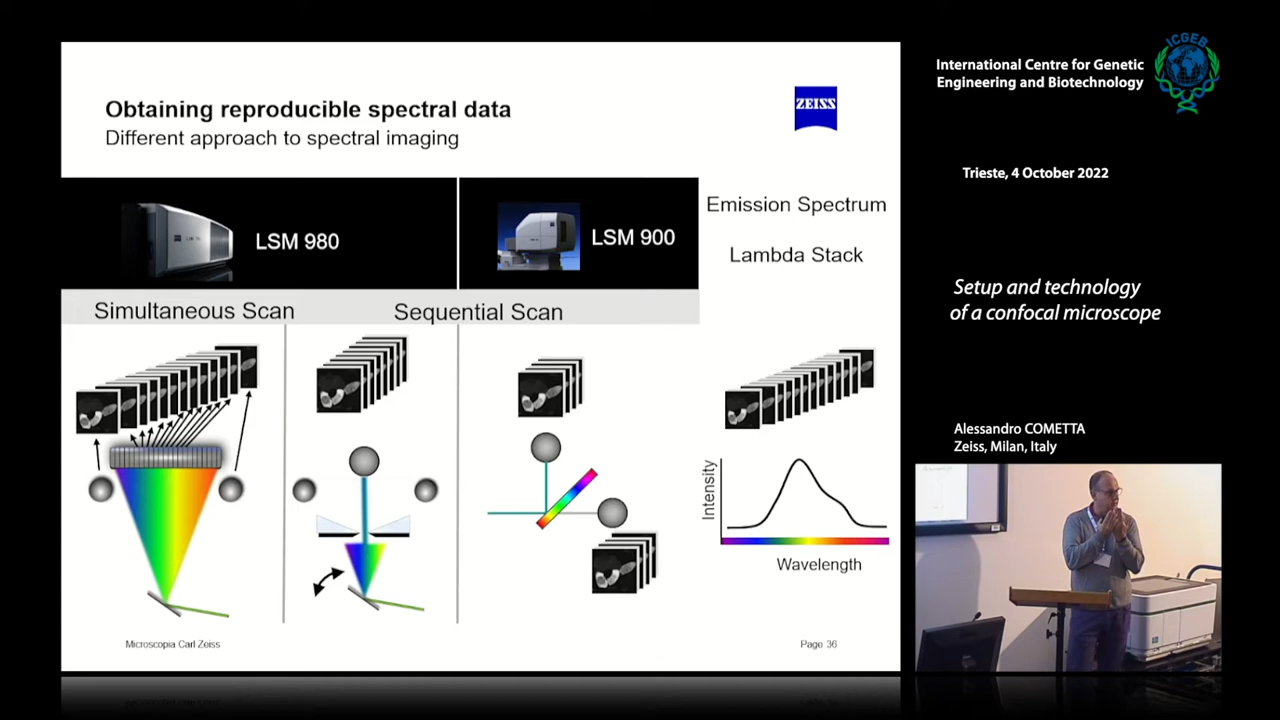 Obtaining reproducible spectral data
Different approach to spectral imaging
ZEISS
LSM 980
LSM 900
Emission Spectrum
Lambda Stack
Simultaneous Scan
Sequential Scan
Intensity
Wavelength
Microscopia Carl Zeiss
Page 36
International Centre for Genetic
Engineering and Biotechnology
ICGEB
Trieste, 4 October 2022
Setup and technology
of a confocal microscope
Alessandro COMETTA
Zeiss, Milan, Italy